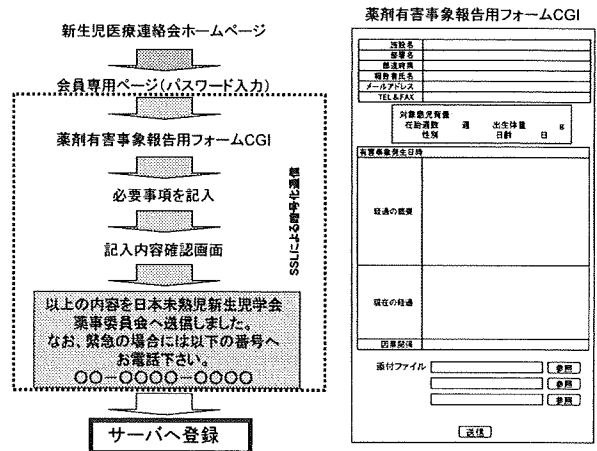 新生児医療連絡会ホームページ
会員専用ページ(パスワード入力)
薬剤有害事象報告用フォームCGI
必要事項を記入
記入内容確認画面
以上の内容を日本未熟児新生児学会
薬事委員会へ送信しました。
なお、緊急の場合には以下の番号へ
お電話下さい。
〇〇-〇〇〇〇-〇〇〇〇
サーバへ登録
SSLによる暗号化通信
薬剤有害事象報告用フォームCGI
施設名
部署名
都道府県
報告者氏名
メールアドレス
TEL&FAX
対象患児背景
在胎週数 週 出生体重 g
性別 日齢 日
有害事象発生日時
経過の概要
現在の経過
因果関係
添付ファイル 参照
参照
参照
送信